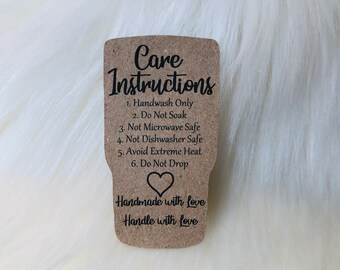 Care
Instructions
1. Handwash Only
2. Do Not Soak
3. Not Microwave Safe
4. Not Dishwasher Safe
5. Avoid Extreme Heat
6. Do Not Drop
Handmade with Love
Handle with Love